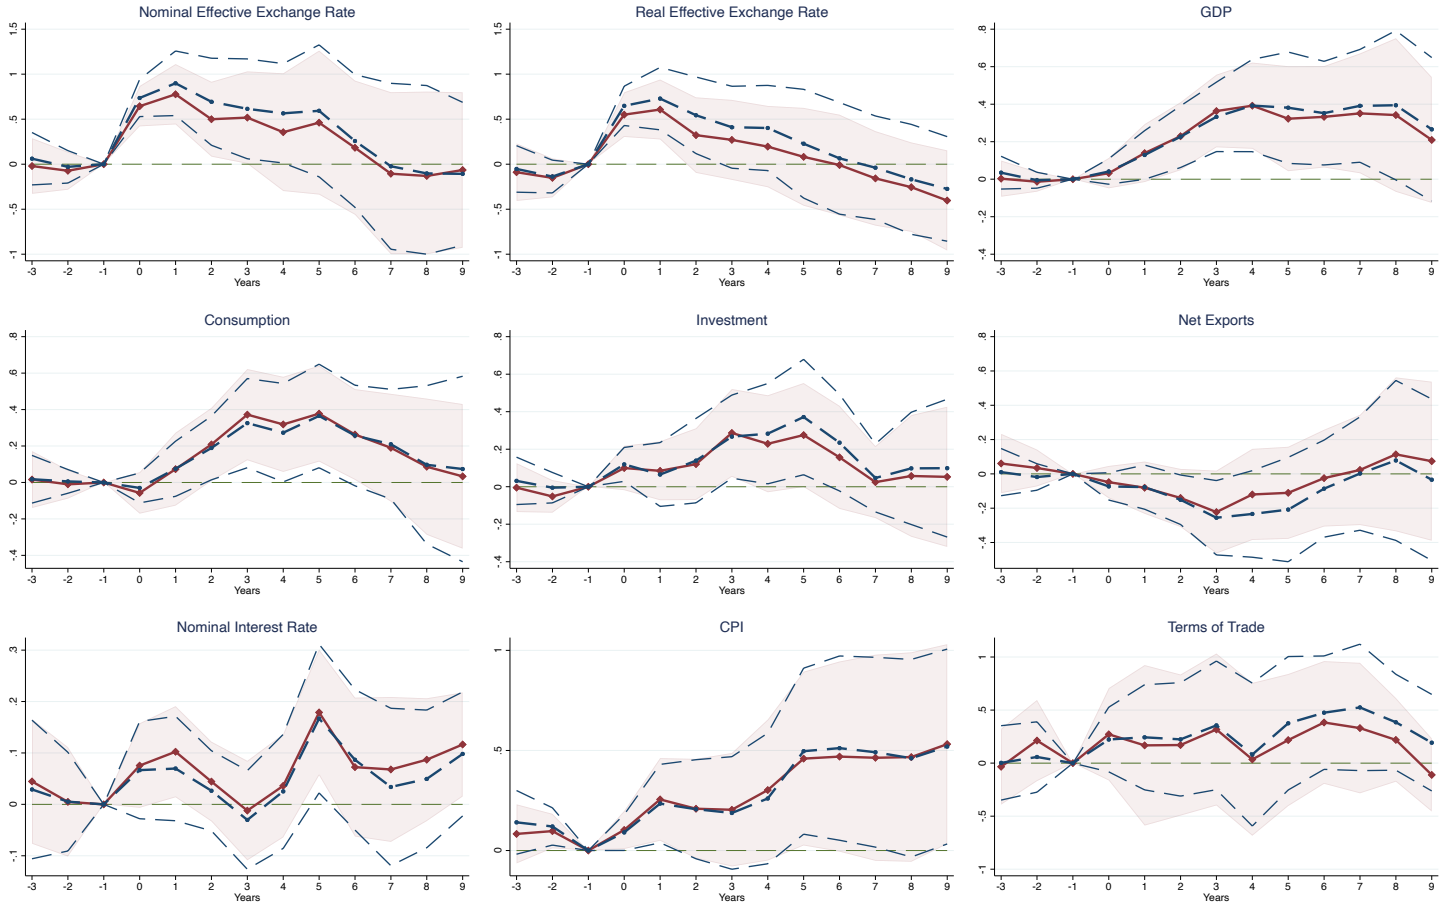 Nominal Effective Exchange Rate
1.5
1
.5
0
-.5
-1
-3 -2 -1 0 1 2 3 4 5 6 7 8 9
Years
Real Effective Exchange Rate
1.5
1
.5
0
-.5
-1
-3 -2 -1 0 1 2 3 4 5 6 7 8 9
Years
GDP
.8
.6
.4
.2
0
-.2
-.4
-3 -2 -1 0 1 2 3 4 5 6 7 8 9
Years
Consumption
.8
.6
.4
.2
0
-.2
-.4
-3 -2 -1 0 1 2 3 4 5 6 7 8 9
Years
Investment
.8
.6
.4
.2
0
-.2
-.4
-3 -2 -1 0 1 2 3 4 5 6 7 8 9
Years
Net Exports
.8
.6
.4
.2
0
-.2
-.4
-3 -2 -1 0 1 2 3 4 5 6 7 8 9
Years
Nominal Interest Rate
.3
.2
.1
0
-.1
-3 -2 -1 0 1 2 3 4 5 6 7 8 9
Years
CPI
1
.5
0
-3 -2 -1 0 1 2 3 4 5 6 7 8 9
Years
Terms of Trade
1
.5
0
-.5
-1
-3 -2 -1 0 1 2 3 4 5 6 7 8 9
Years